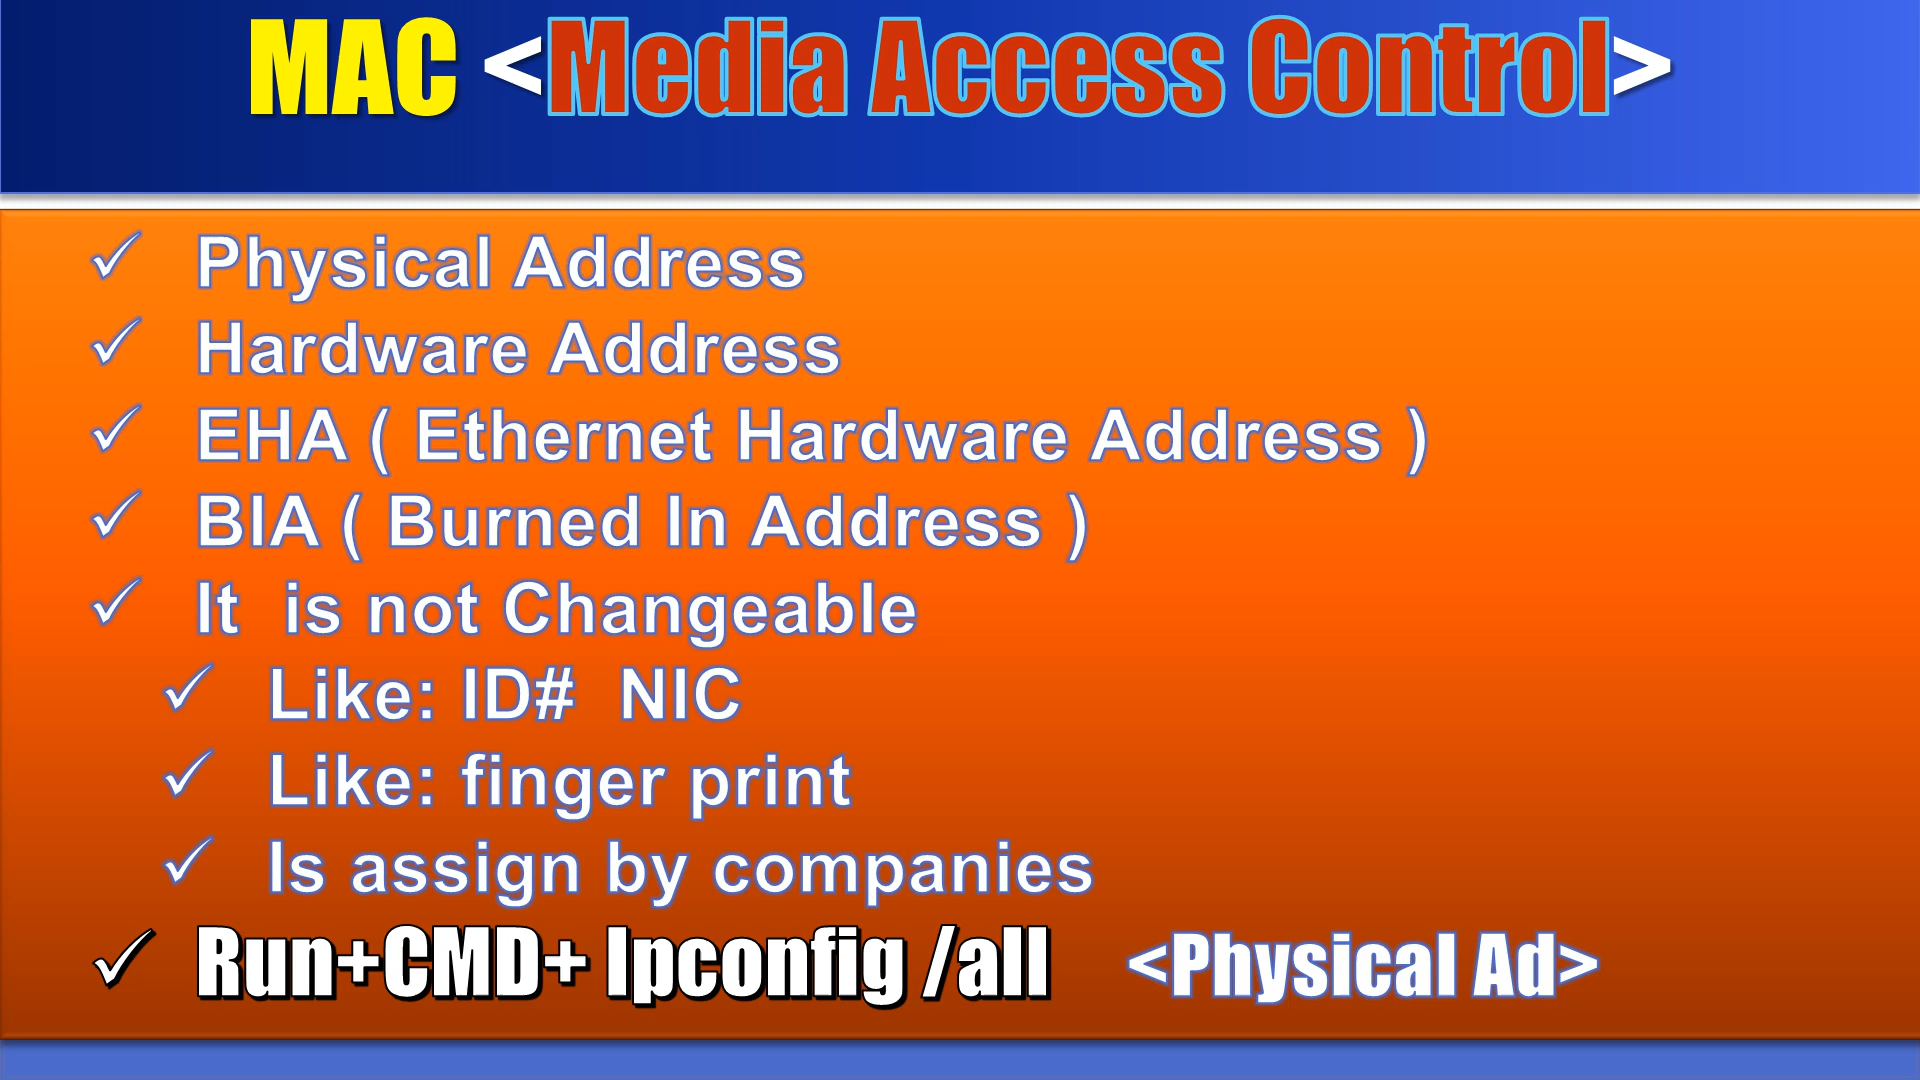 MAC <Media Access Control>
✓ Physical Address
✓ Hardware Address
✓ EHA ( Ethernet Hardware Address )
✓ BIA ( Burned In Address )
✓ It  is not Changeable
✓ Like: ID#  NIC
✓ Like: finger print
✓ Is assign by companies
✓ Run+CMD+ Ipconfig /all <Physical Ad>